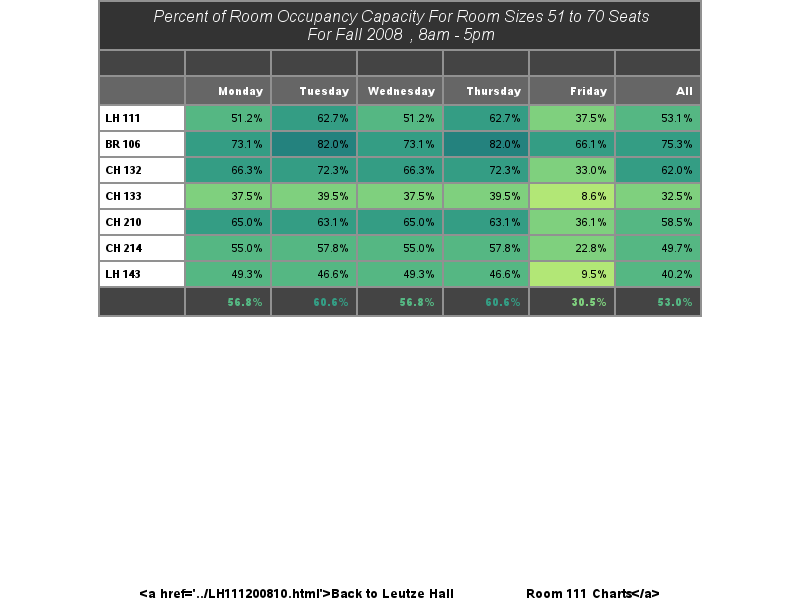 Percent of Room Occupancy Capacity For Room Sizes 51 to 70 Seats
For Fall 2008 , 8am - 5pm
Monday Tuesday Wednesday Thursday Friday All
LH 111 51.2% 62.7% 51.2% 62.7% 37.5% 53.1%
BR 106 73.1% 82.0% 73.1% 82.0% 66.1% 75.3%
CH 132 66.3% 72.3% 66.3% 72.3% 33.0% 62.0%
CH 133 37.5% 39.5% 37.5% 39.5% 8.6% 32.5%
CH 210 65.0% 63.1% 65.0% 63.1% 36.1% 58.5%
CH 214 55.0% 57.8% 55.0% 57.8% 22.8% 49.7%
LH 143 49.3% 46.6% 49.3% 46.6% 9.5% 40.2%
56.8% 60.6% 56.8% 60.6% 30.5% 53.0%
<a href='../LH111200810.html'>Back to Leutze Hall Room 111 Charts</a>